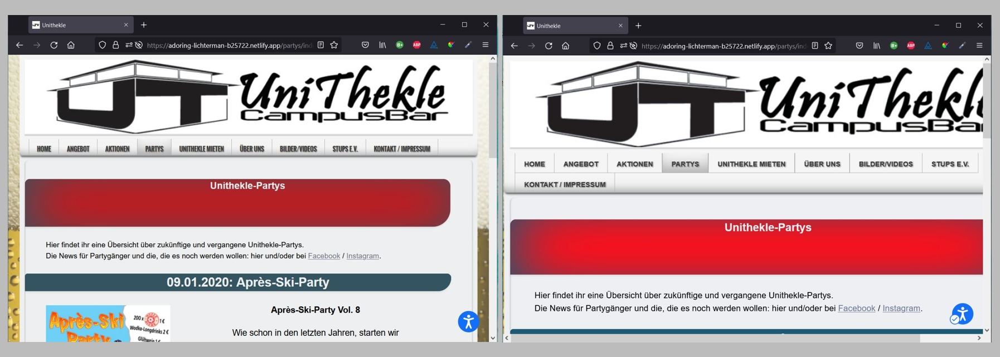 Unithekle
https://adoring-lichterman-b25722.netlify.app/partys/ind
B+
ABP
UT
UniThekle
CampusBar
HOME
ANGEBOT
AKTIONEN
PARTYS
UNITHEKLE MIETEN
ÜBER UNS
BILDER/VIDEOS
STUPS E.V.
KONTAKT / IMPRESSUM
Unithekle-Partys
Hier findet ihr eine Übersicht über zukünftige und vergangene Unithekle-Partys.
Die News für Partygänger und die, die es noch werden wollen: hier und/oder bei Facebook / Instagram.
09.01.2020: Après-Ski-Party
Après-Ski
Party
200 x 1 €
Wodka-Longdrinks 2 €
Glühwein 1 €
Après-Ski-Party Vol. 8
Wie schon in den letzten Jahren, starten wir
Unithekle
https://adoring-lichterman-b25722.netlify.app/partys/ind
B+
ABP
UT
UniThekl
CampusBa
HOME
ANGEBOT
AKTIONEN
PARTYS
UNITHEKLE MIETEN
ÜBER UNS
BILDER/VIDEOS
STUPS E.V.
KONTAKT / IMPRESSUM
Unithekle-Partys
Hier findet ihr eine Übersicht über zukünftige und vergangene Unithekle-Partys.
Die News für Partygänger und die, die es noch werden wollen: hier und/oder bei Facebook / Instagram.